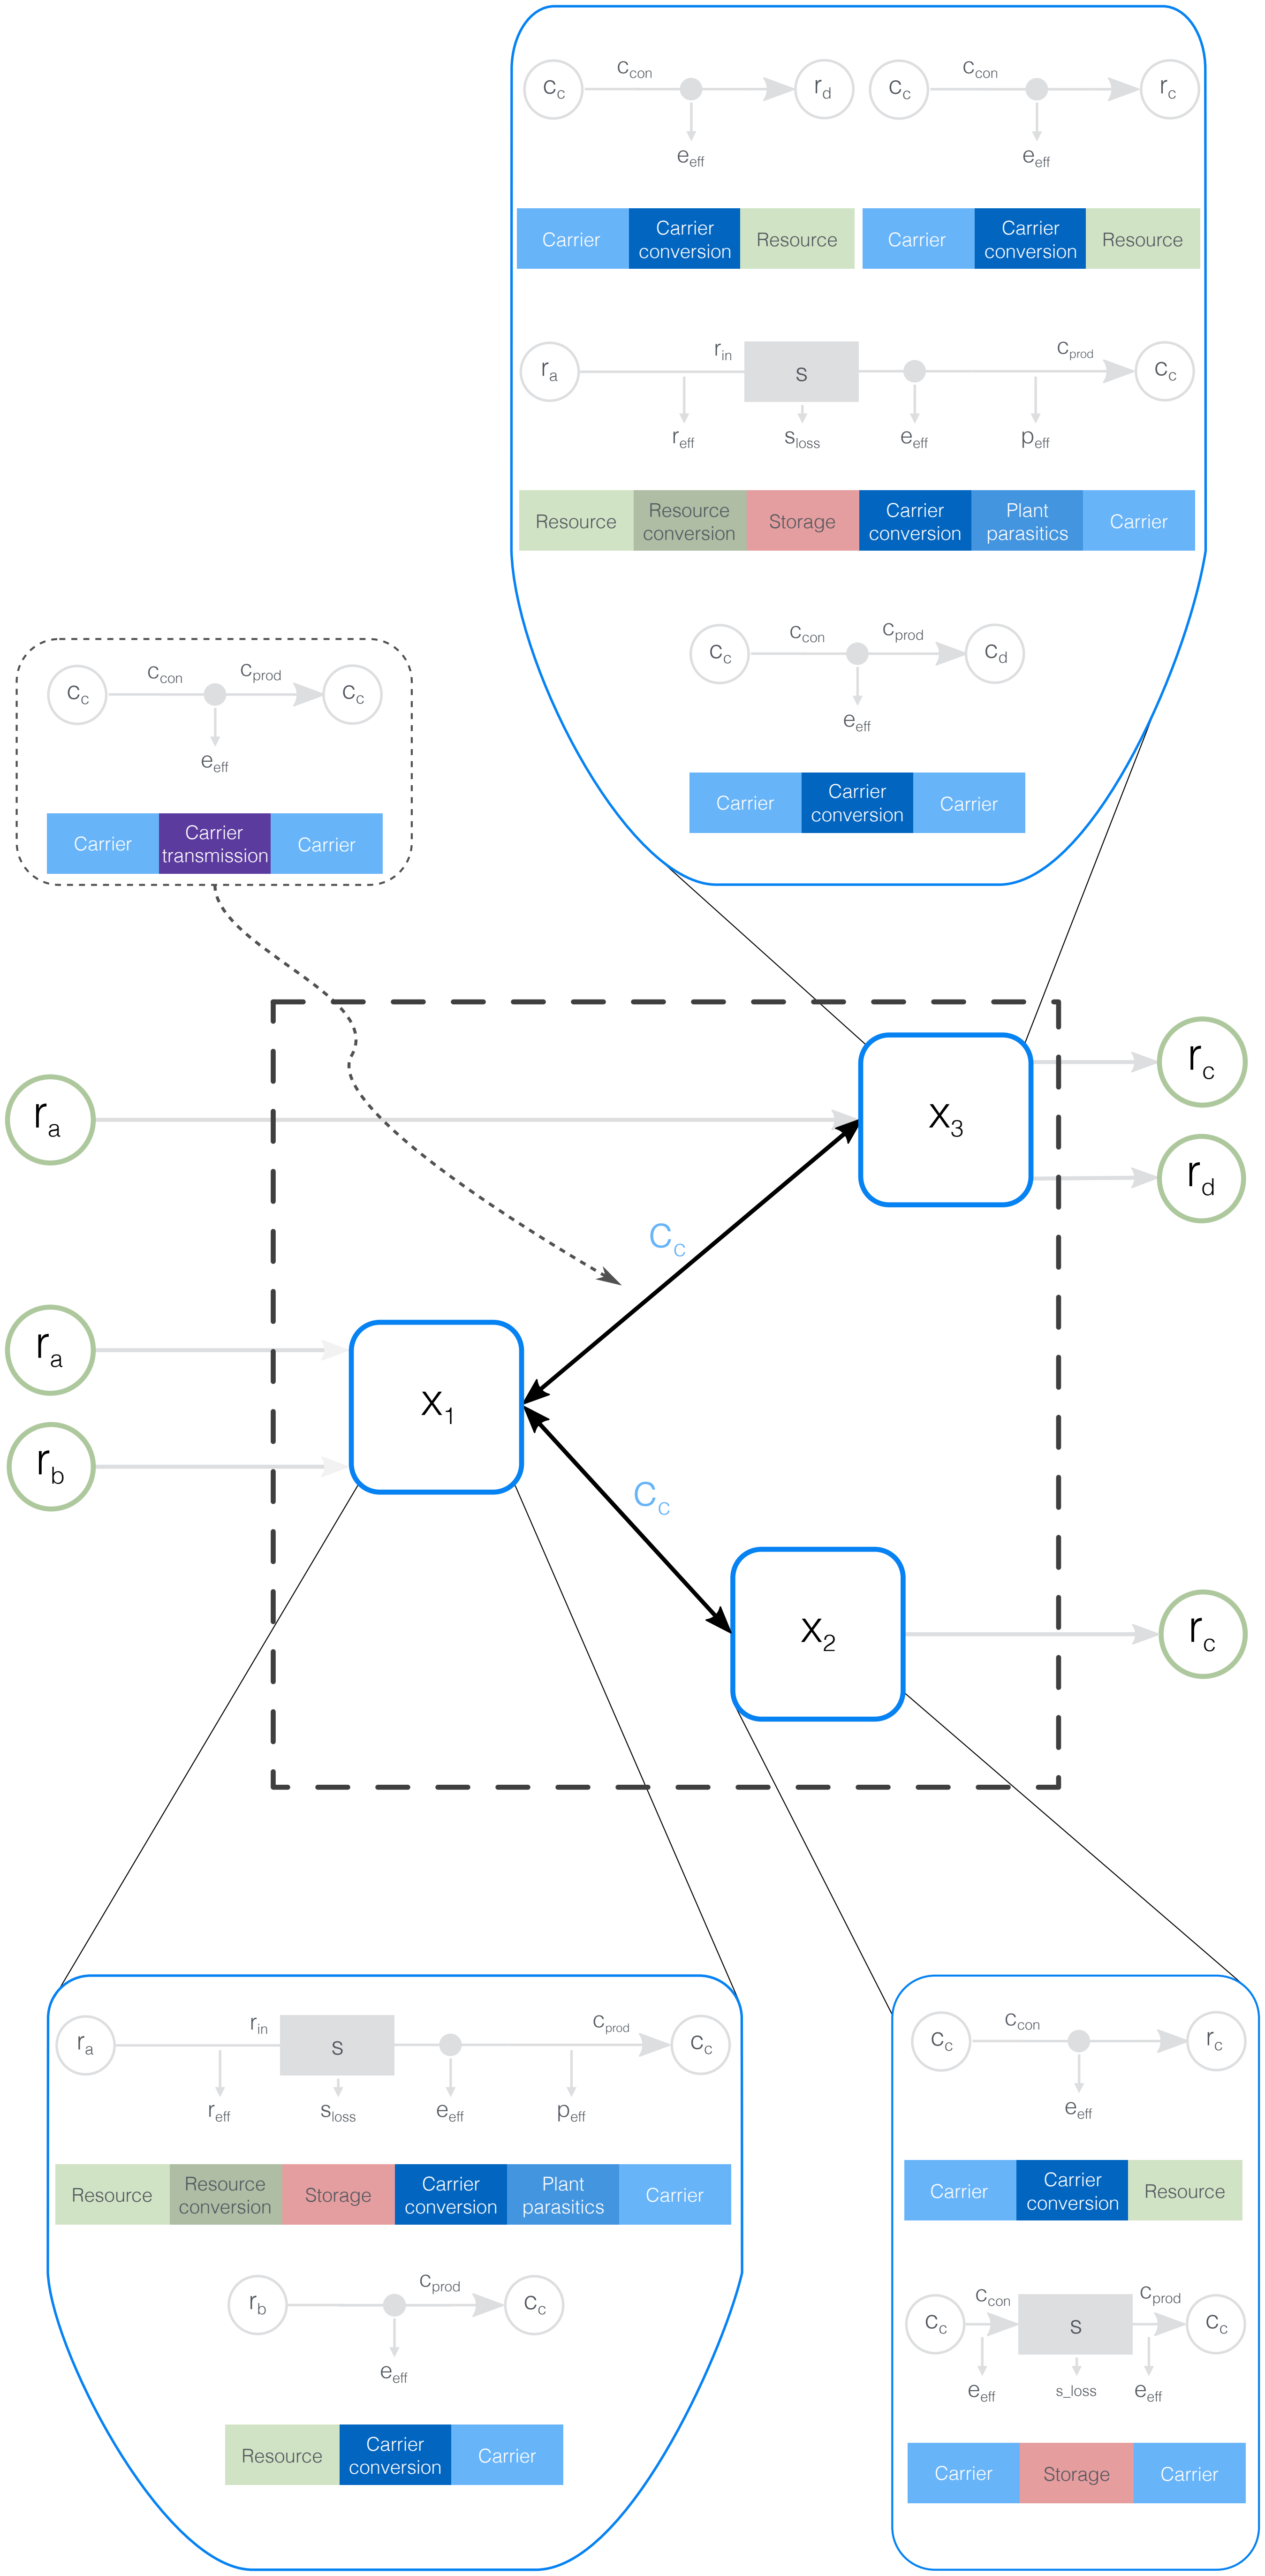 C_con C_con
C_c r_d C_c r_c
e_eff e_eff
Carrier Carrier conversion Resource Carrier Carrier conversion Resource
r_in C_prod
r_a s C_c
r_eff s_loss e_eff p_eff
Resource Resource conversion Storage Carrier conversion Plant parasitics Carrier
C_con C_prod
C_c C_d
e_eff
Carrier Carrier conversion Carrier
C_con C_prod
C_c C_c
e_eff
Carrier Carrier transmission Carrier
r_c
r_a x_3
r_d
C_c
r_a
x_1
r_b
C_c
x_2 r_c
r_in C_prod
r_a s C_c
r_eff s_loss e_eff p_eff
Resource Resource conversion Storage Carrier conversion Plant parasitics Carrier
C_prod
r_b C_c
e_eff
Resource Carrier conversion Carrier
C_con
C_c r_c
e_eff
Carrier Carrier conversion Resource
C_con C_prod
C_c s C_c
e_eff s_loss e_eff
Carrier Storage Carrier